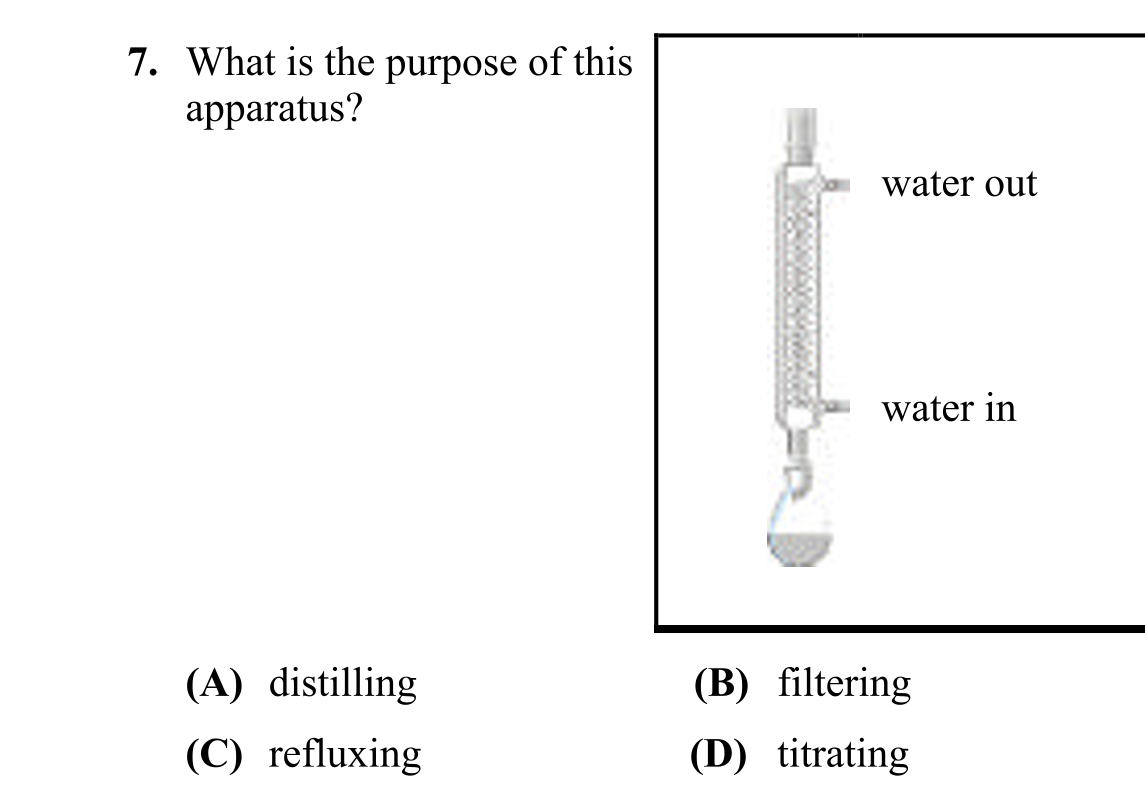 7. What is the purpose of this
apparatus?
water out
water in
(A) distilling (B) filtering
(C) refluxing (D) titrating